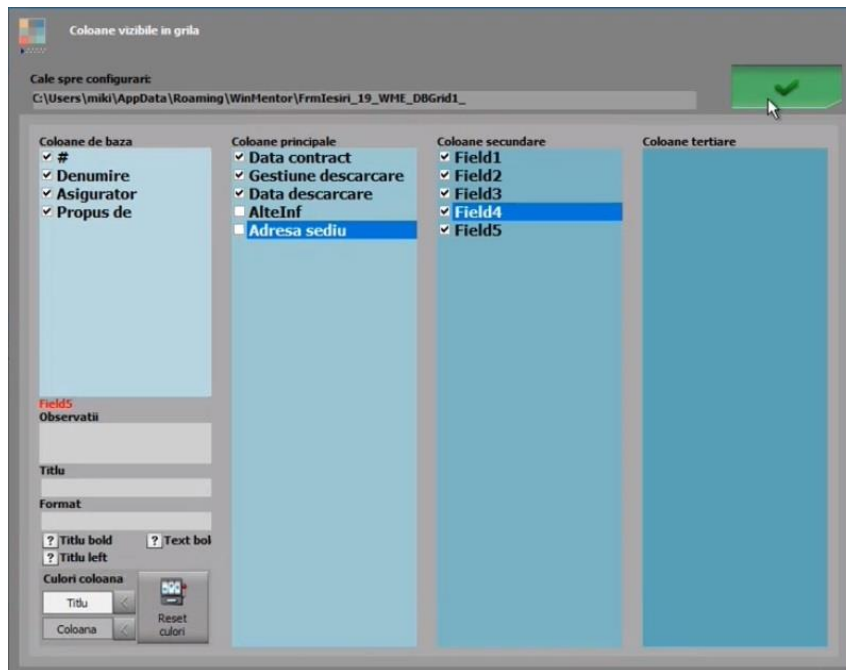 Coloane vizibile in grila
Cale spre configurari:
C:\Users\miki\AppData\Roaming\WinMentor\FrmIesiri_19_WME_DBGrid1_
Coloane de baza
#
Denumire
Asigurator
Propus de
Coloane principale
Data contract
Gestiune descarcare
Data descarcare
AlteInf
Adresa sediu
Coloane secundare
Field1
Field2
Field3
Field4
Field5
Coloane tertiare
Field5
Observatii
Titlu
Format
? Titlu bold
? Text bol
? Titlu left
Culori coloana
Titlu <
Coloana <
Reset
culori